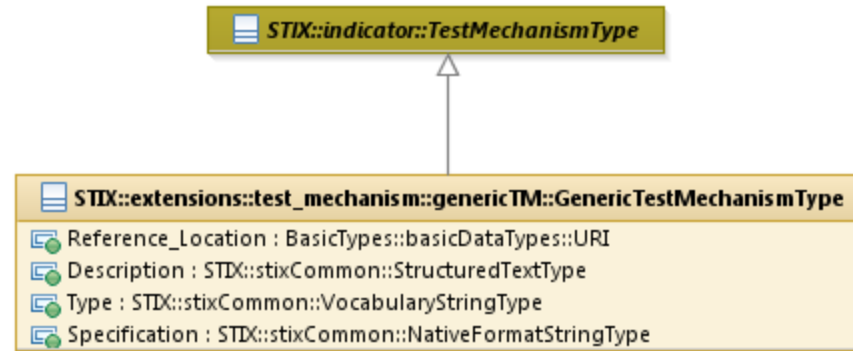 STIX::indicator::TestMechanismType
STIX::extensions::test_mechanism::genericTM::GenericTestMechanismType
Reference_Location : BasicTypes::basicDataTypes::URI
Description : STIX::stixCommon::StructuredTextType
Type : STIX::stixCommon::VocabularyStringType
Specification : STIX::stixCommon::NativeFormatStringType